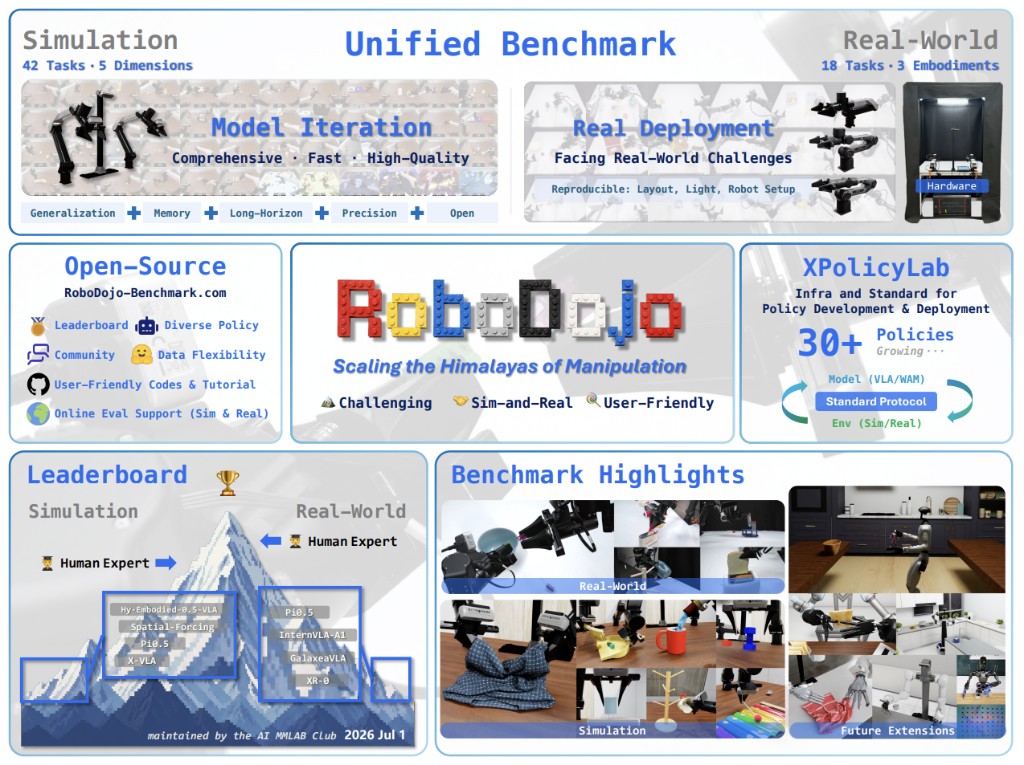 Simulation
42 Tasks · 5 Dimensions
Unified Benchmark
Real-World
18 Tasks · 3 Embodiments
Model Iteration
Comprehensive · Fast · High-Quality
Generalization + Memory + Long-Horizon + Precision + Open
Real Deployment
Facing Real-World Challenges
Reproducible: Layout, Light, Robot Setup
Hardware
Open-Source
RoboDojo-Benchmark.com
Leaderboard Diverse Policy
Community Data Flexibility
User-Friendly Codes & Tutorial
Online Eval Support (Sim & Real)
RoboDojo
Scaling the Himalayas of Manipulation
Challenging Sim-and-Real User-Friendly
XPolicyLab
Infra and Standard for
Policy Development & Deployment
30+ Policies
Growing···
Model (VLA/WAM)
Standard Protocol
Env (Sim/Real)
Leaderboard
Simulation
Real-World
Human Expert
Human Expert
Hy-Embodied-0.5-VLA
Spatial-Forcing
Pi0.5
X-VLA
Pi0.5
InternVLA-A1
GalaxeaVLA
XR-0
maintained by the AI MMLAB Club 2026 Jul 1
Benchmark Highlights
Real-World
Simulation
Future Extensions